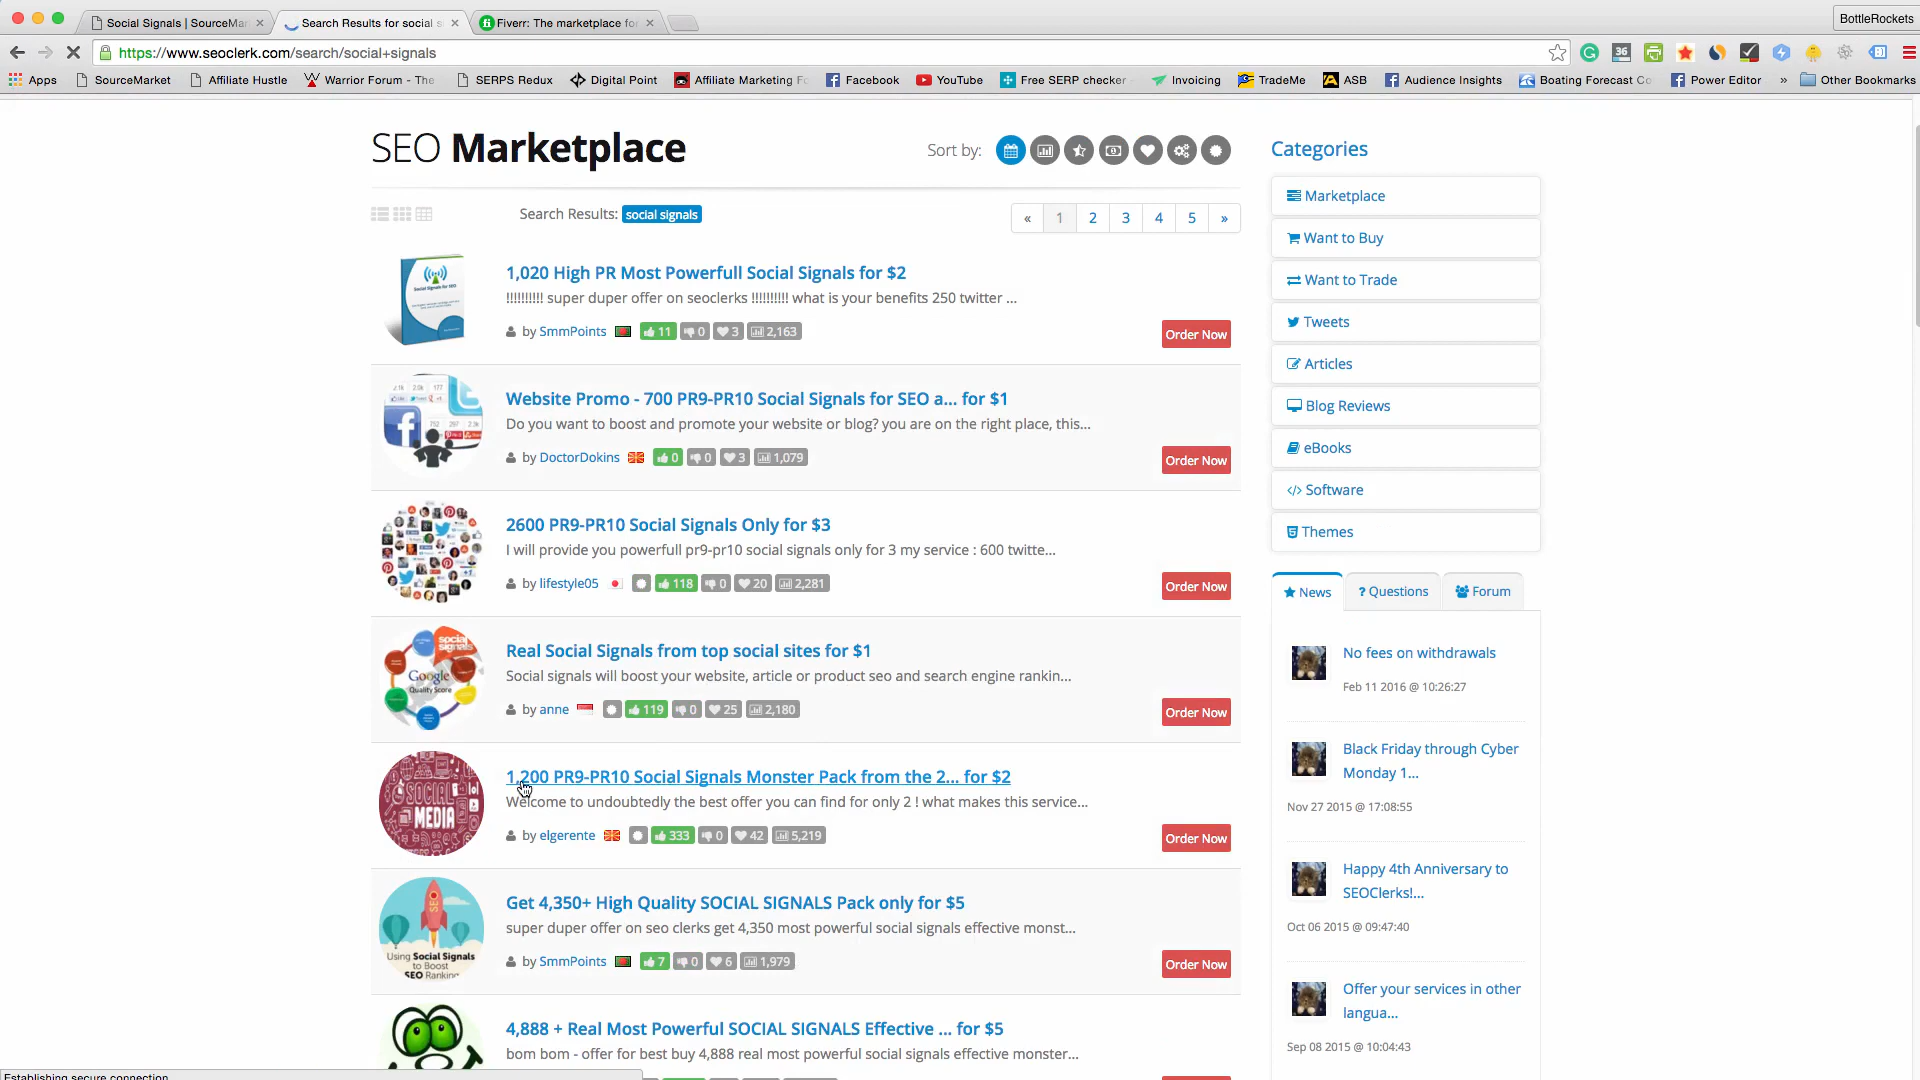 Social Signals | SourceMar
Search Results for social s
Fiverr: The marketplace for
BottleRockets
https://www.seoclerk.com/search/social+signals
36
Apps
SourceMarket
Affiliate Hustle
Warrior Forum - The
SERPS Redux
Digital Point
Affiliate Marketing Fo
Facebook
YouTube
Free SERP checker -
Invoicing
TradeMe
ASB
Audience Insights
Boating Forecast Co
Power Editor
»
Other Bookmarks
SEO Marketplace
Sort by:
Search Results: social signals
« 1 2 3 4 5 »
1,020 High PR Most Powerfull Social Signals for $2
!!!!!!!!!! super duper offer on seoclerks !!!!!!!!!! what is your benefits 250 twitter ...
by SmmPoints 11 0 3 2,163
Order Now
Website Promo - 700 PR9-PR10 Social Signals for SEO a... for $1
Do you want to boost and promote your website or blog? you are on the right place, this...
by DoctorDokins 0 0 3 1,079
Order Now
2600 PR9-PR10 Social Signals Only for $3
I will provide you powerfull pr9-pr10 social signals only for 3 my service : 600 twitte...
by lifestyle05 118 0 20 2,281
Order Now
Google
Quality Score
Real Social Signals from top social sites for $1
Social signals will boost your website, article or product seo and search engine rankin...
by anne 119 0 25 2,180
Order Now
SOCIAL
MEDIA
1,200 PR9-PR10 Social Signals Monster Pack from the 2... for $2
Welcome to undoubtedly the best offer you can find for only 2 ! what makes this service...
by elgerente 333 0 42 5,219
Order Now
SEO
Using Social Signals
to Boost
SEO Ranking
Get 4,350+ High Quality SOCIAL SIGNALS Pack only for $5
super duper offer on seo clerks get 4,350 most powerful social signals effective monst...
by SmmPoints 7 0 6 1,979
Order Now
4,888 + Real Most Powerful SOCIAL SIGNALS Effective ... for $5
bom bom - offer for best buy 4,888 real most powerful social signals effective monster...
Categories
Marketplace
Want to Buy
Want to Trade
Tweets
Articles
Blog Reviews
eBooks
Software
Themes
News
Questions
Forum
No fees on withdrawals
Feb 11 2016 @ 10:26:27
Black Friday through Cyber
Monday 1...
Nov 27 2015 @ 17:08:55
Happy 4th Anniversary to
SEOClerks!...
Oct 06 2015 @ 09:47:40
Offer your services in other
langua...
Sep 08 2015 @ 10:04:43
Establishing secure connection